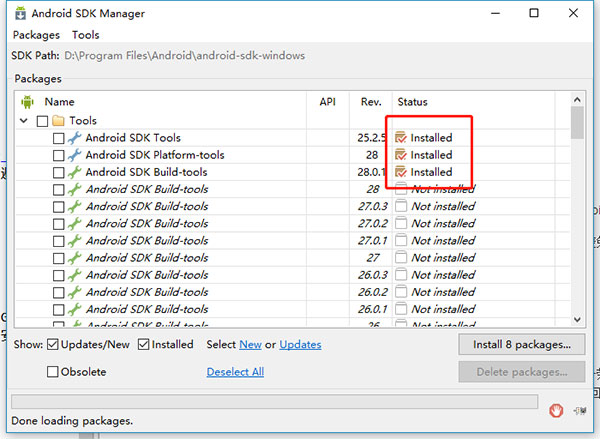 Android SDK Manager
Packages Tools
SDK Path: D:\Program Files\Android\android-sdk-windows
Packages
Name API Rev. Status
Tools
Android SDK Tools 25.2.5 Installed
Android SDK Platform-tools 28 Installed
Android SDK Build-tools 28.0.1 Installed
Android SDK Build-tools 28 Not installed
Android SDK Build-tools 27.0.3 Not installed
Android SDK Build-tools 27.0.2 Not installed
Android SDK Build-tools 27.0.1 Not installed
Android SDK Build-tools 27 Not installed
Android SDK Build-tools 26.0.3 Not installed
Android SDK Build-tools 26.0.2 Not installed
Android SDK Build-tools 26.0.1 Not installed
Android SDK Build-tools 26 Not installed
Show: Updates/New Installed Select New or Updates Install 8 packages...
Obsolete Deselect All Delete packages...
Done loading packages.